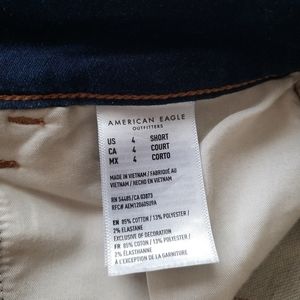 AMERICAN EAGLE
OUTFITTERS
US 4 SHORT
CA 4 COURT
MX 4 CORTO
MADE IN VIETNAM / FABRIQUÉ AU
VIETNAM / HECHO EN VIETNAM
RN 54485/CA 03873
EN 85% COTTON / 13% POLYESTER /
2% ELASTANE
EXCLUSIVE OF DECORATION
FR 85% COTON / 13% POLYESTER /
2% ÉLASTHANNE
À L'EXCEPTION DE LA GARNITURE